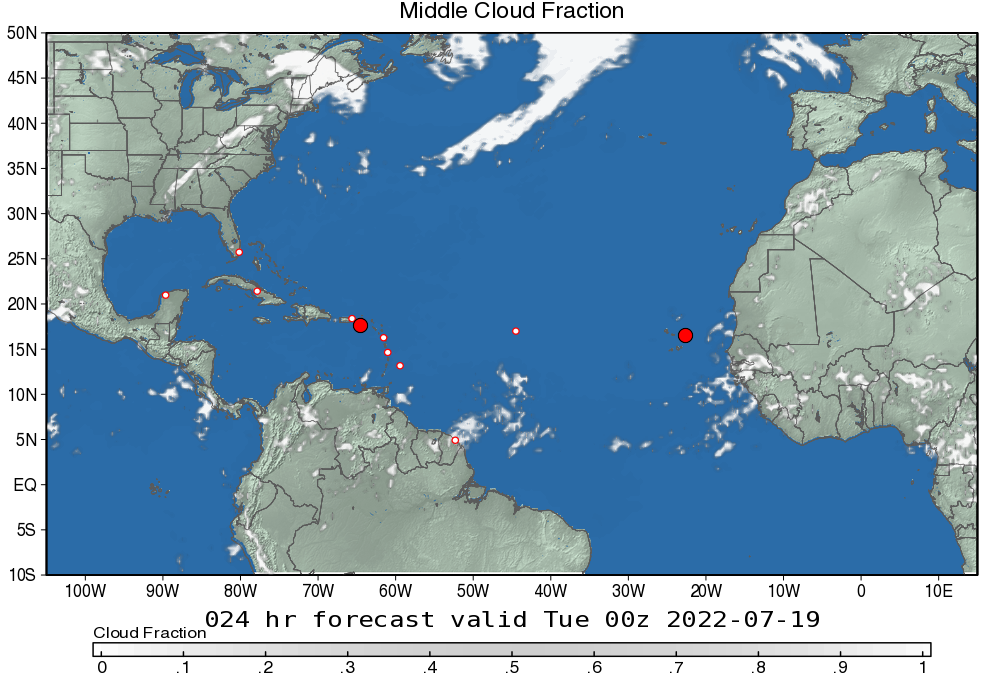 Middle Cloud Fraction
50N
45N
40N
35N
30N
25N
20N
15N
10N
5N
EQ
5S
10S
100W 90W 80W 70W 60W 50W 40W 30W 20W 10W 0 10E
024 hr forecast valid Tue 00z 2022-07-19
Cloud Fraction
0 .1 .2 .3 .4 .5 .6 .7 .8 .9 1